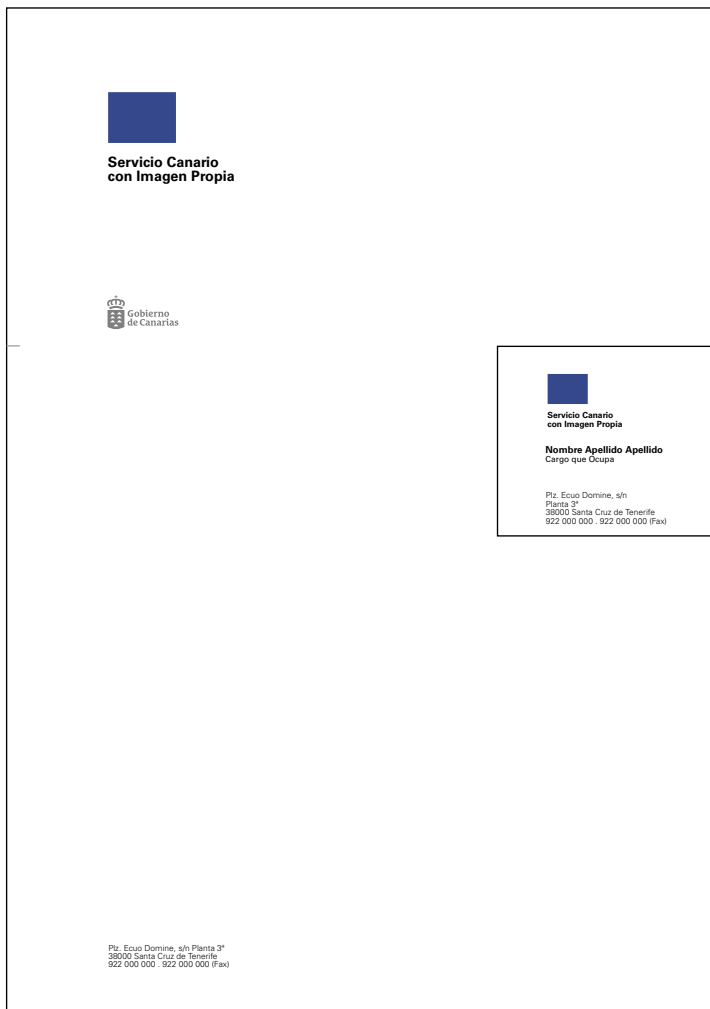 Servicio Canario
con Imagen Propia
Gobierno
de Canarias
Servicio Canario
con Imagen Propia
Nombre Apellido Apellido
Cargo que Ocupa
Plz. Ecuo Domine, s/n
Planta 3ª
38000 Santa Cruz de Tenerife
922 000 000 . 922 000 000 (Fax)
Plz. Ecuo Domine, s/n Planta 3ª
38000 Santa Cruz de Tenerife
922 000 000 . 922 000 000 (Fax)